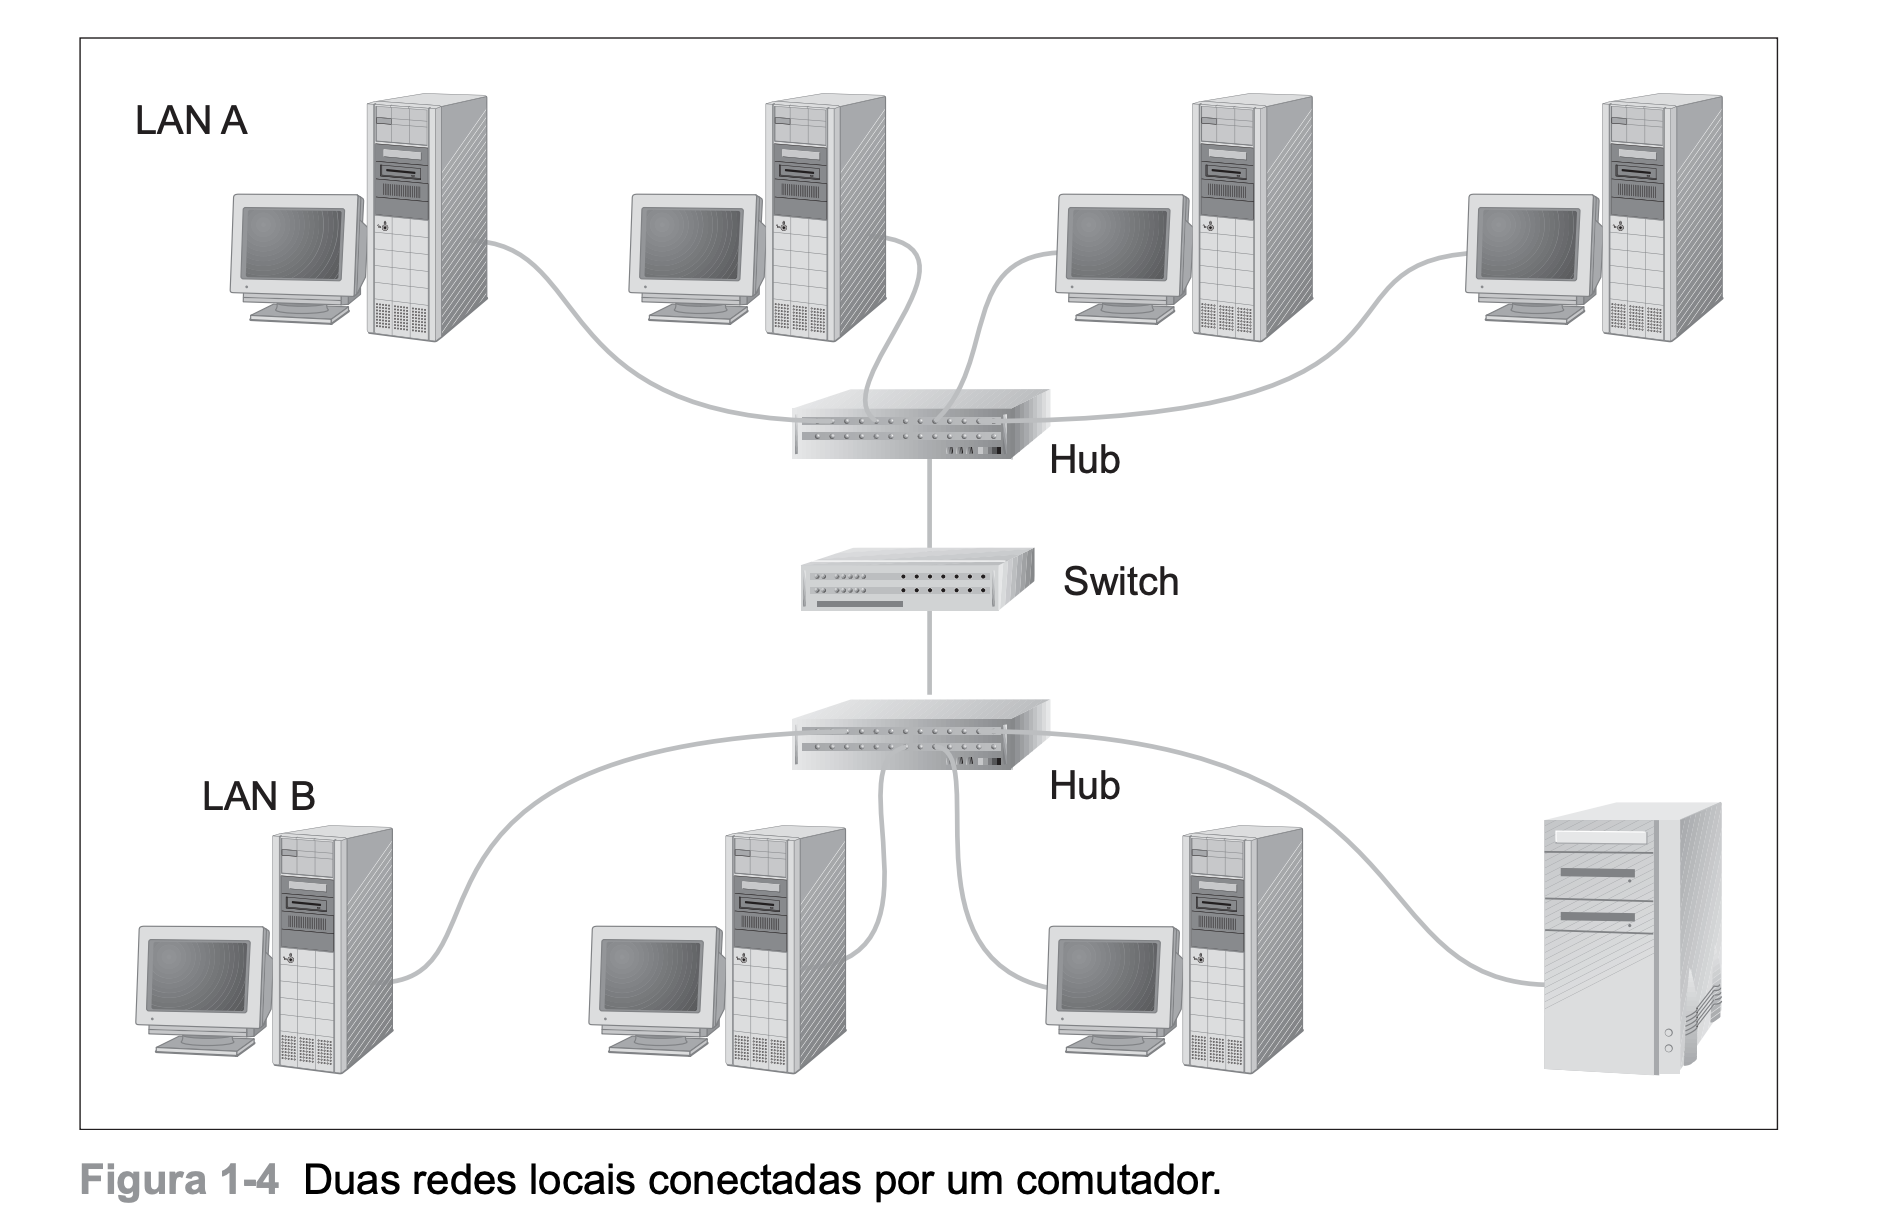 LAN A
Hub
Switch
Hub
LAN B
Figura 1-4 Duas redes locais conectadas por um comutador.